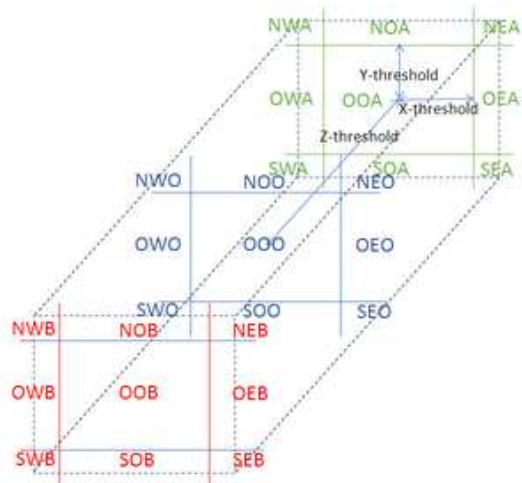 NWA NOA NEA
Y-threshold
OWA OOA OEA
X-threshold
Z-threshold
SWA SOA SEA
NWO NOO NEO
OWO OOO OEO
SWO SOO SEO
NWB NOB NEB
OWB OOB OEB
SWB SOB SEB